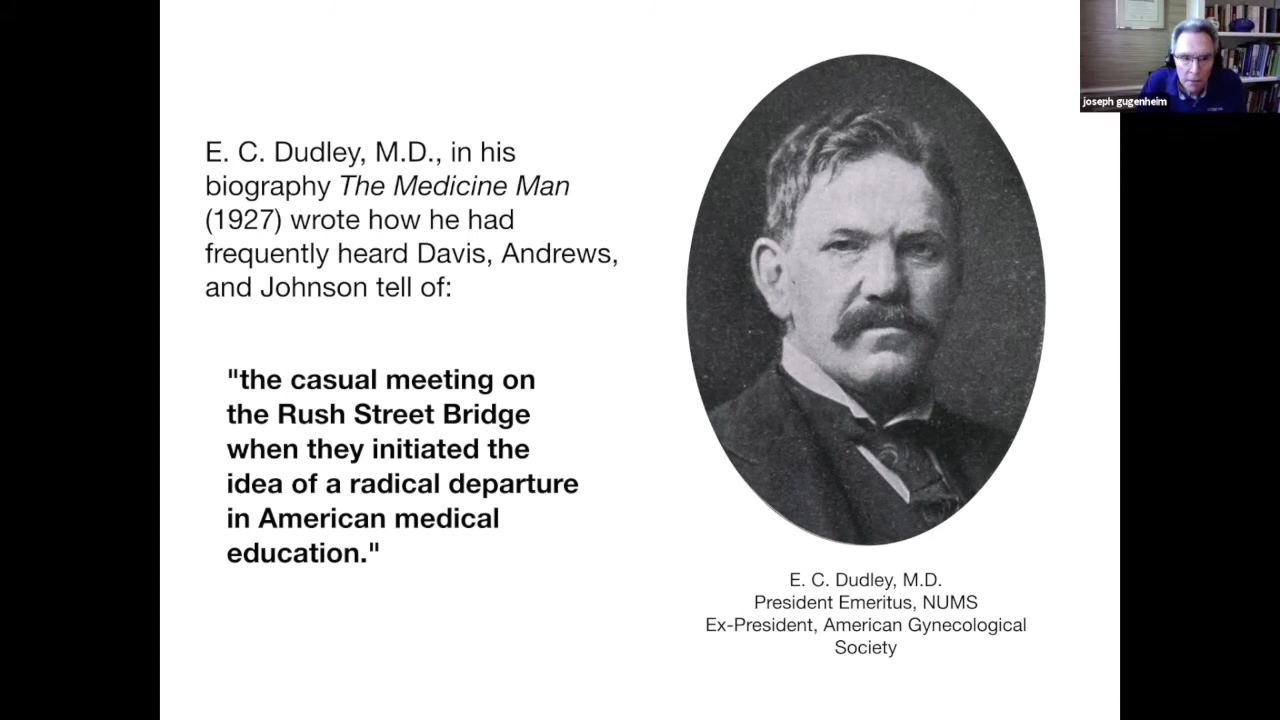 joseph gugenheim
E. C. Dudley, M.D., in his
biography The Medicine Man
(1927) wrote how he had
frequently heard Davis, Andrews,
and Johnson tell of:
"the casual meeting on
the Rush Street Bridge
when they initiated the
idea of a radical departure
in American medical
education."
E. C. Dudley, M.D.
President Emeritus, NUMS
Ex-President, American Gynecological
Society